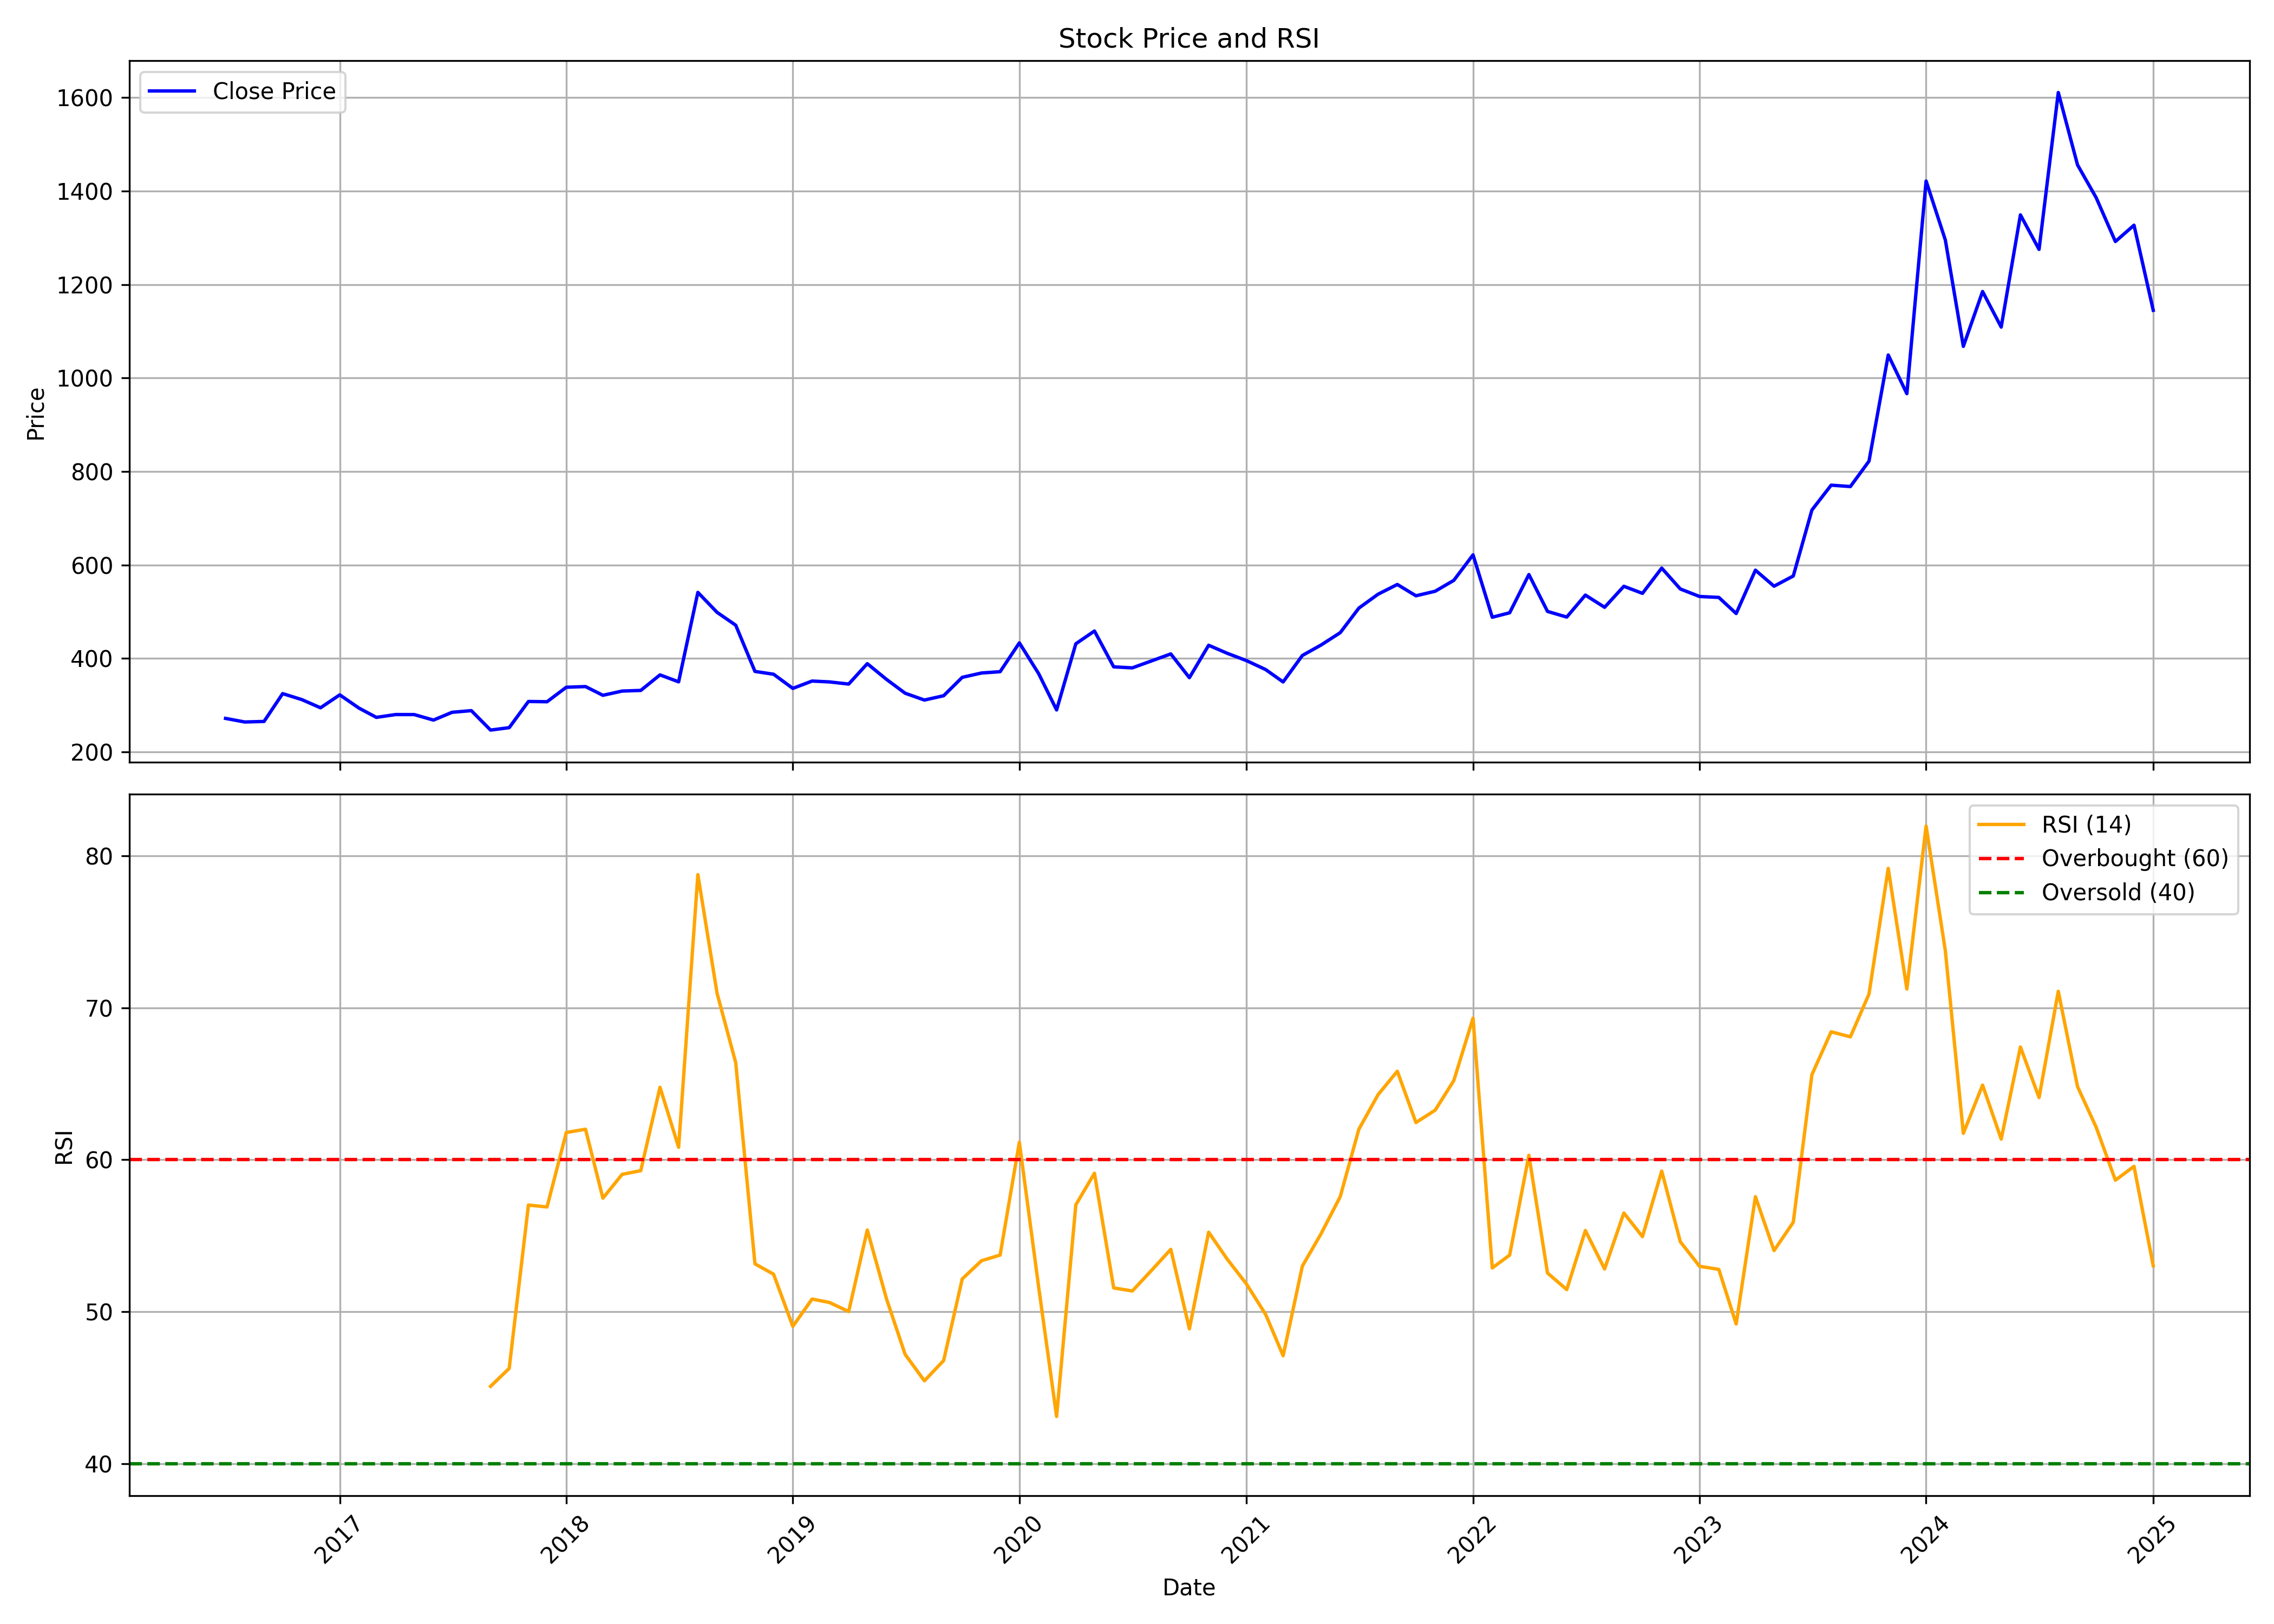 Stock Price and RSI
Close Price
1600
1400
1200
1000
800
600
400
200
Price
RSI (14)
Overbought (60)
Oversold (40)
80
70
60
50
40
RSI
2017
2018
2019
2020
2021
2022
2023
2024
2025
Date